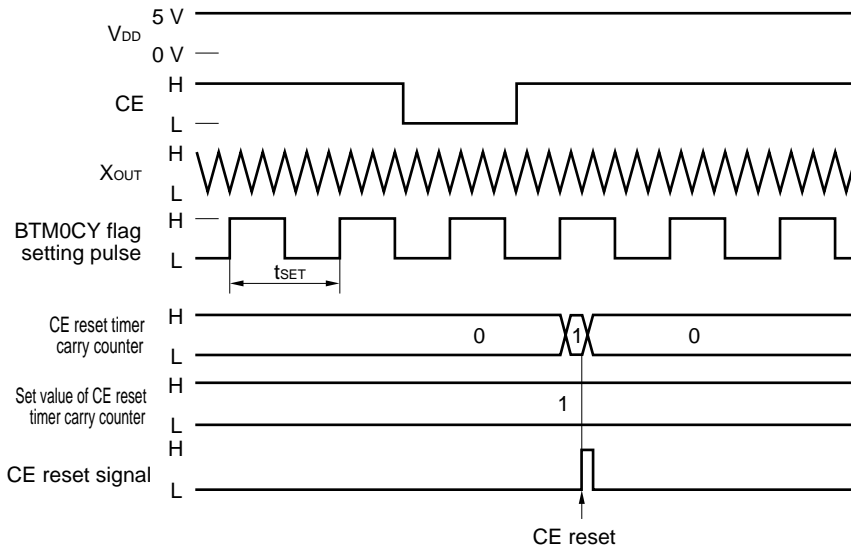 5 V
VDD
0 V
H
CE
L
H
XOUT
L
H
BTM0CY flag
setting pulse
L
tSET
H
CE reset timer
carry counter
0 1 0
L
H
Set value of CE reset
timer carry counter
1
L
H
CE reset signal
L
CE reset